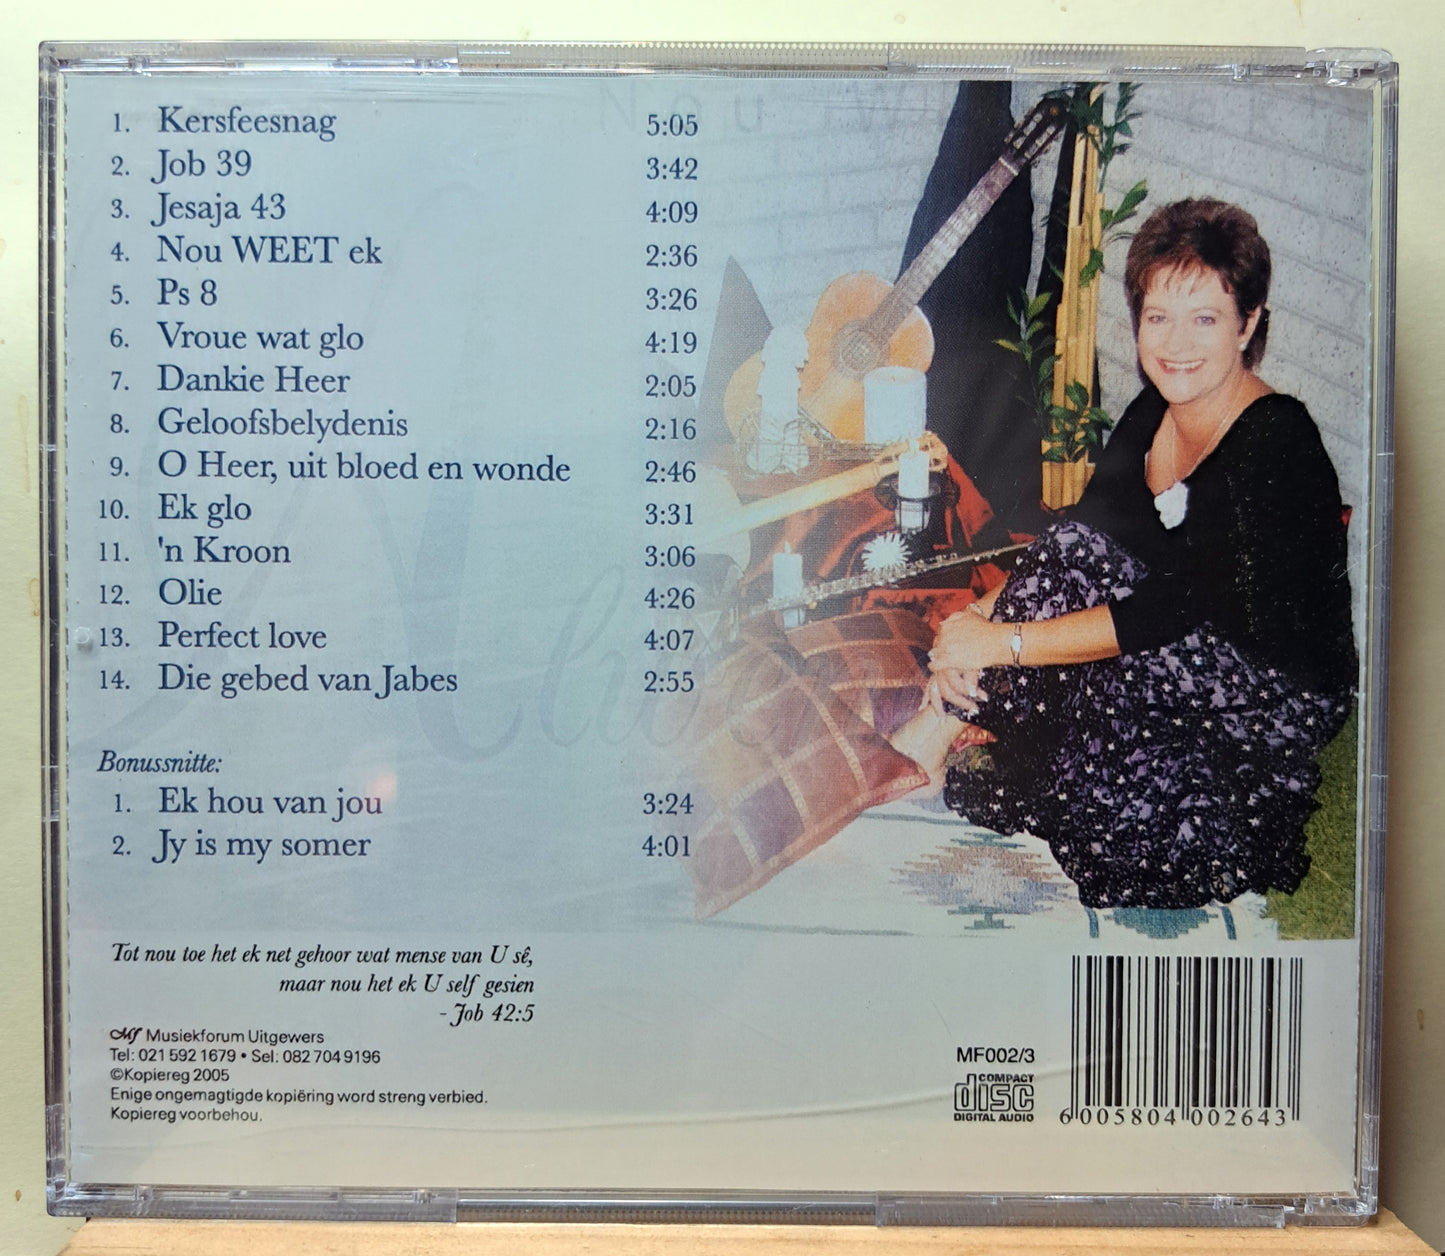 1. Kersfeesnag 5:05
2. Job 39 3:42
3. Jesaja 43 4:09
4. Nou WEET ek 2:36
5. Ps 8 3:26
6. Vroue wat glo 4:19
7. Dankie Heer 2:05
8. Geloofsbelydenis 2:16
9. O Heer, uit bloed en wonde 2:46
10. Ek glo 3:31
11. 'n Kroon 3:06
12. Olie 4:26
13. Perfect love 4:07
14. Die gebed van Jabes 2:55
Bonussnitte:
1. Ek hou van jou 3:24
2. Jy is my somer 4:01
Tot nou toe het ek net gehoor wat mense van U sê,
maar nou het ek U self gesien
- Job 42:5
Mf Musiekforum Uitgewers
Tel: 021 592 1679 • Sel: 082 704 9196
©Kopiereg 2005
Enige ongemagtigde kopiëring word streng verbied.
Kopiereg voorbehou.
MF002/3
COMPACT
disc
DIGITAL AUDIO
6 005804 002643